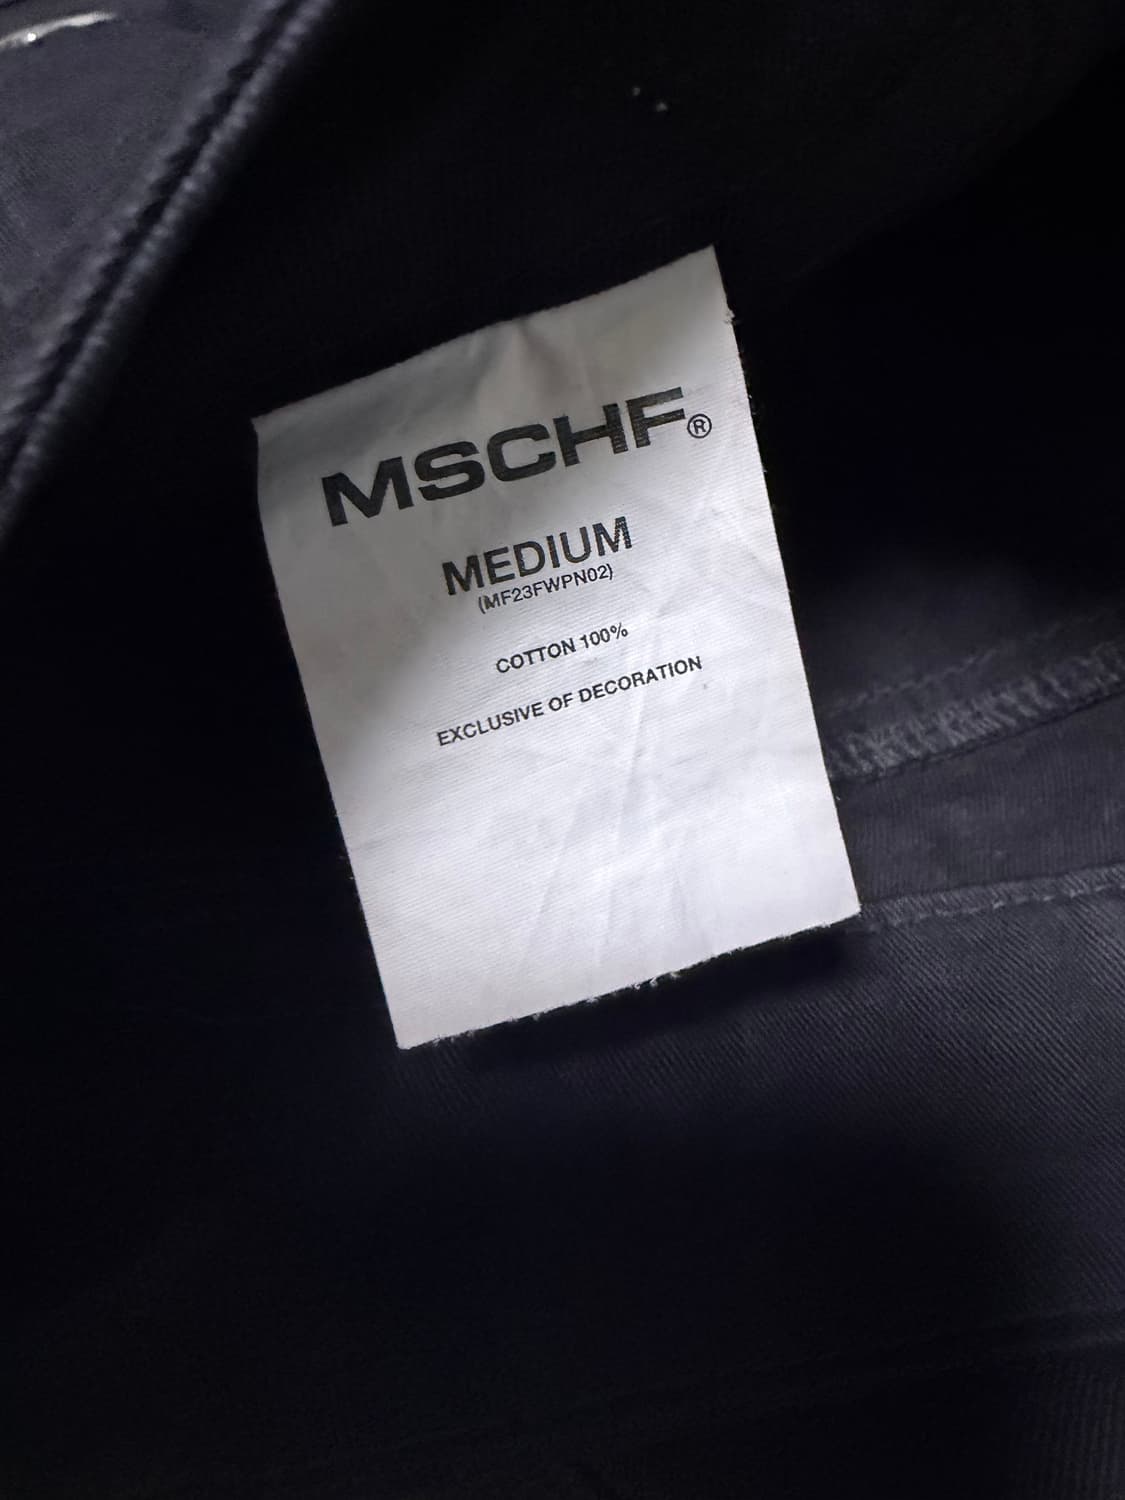 MSCHF®
MEDIUM
(MF23FWPN02)
COTTON 100%
EXCLUSIVE OF DECORATION